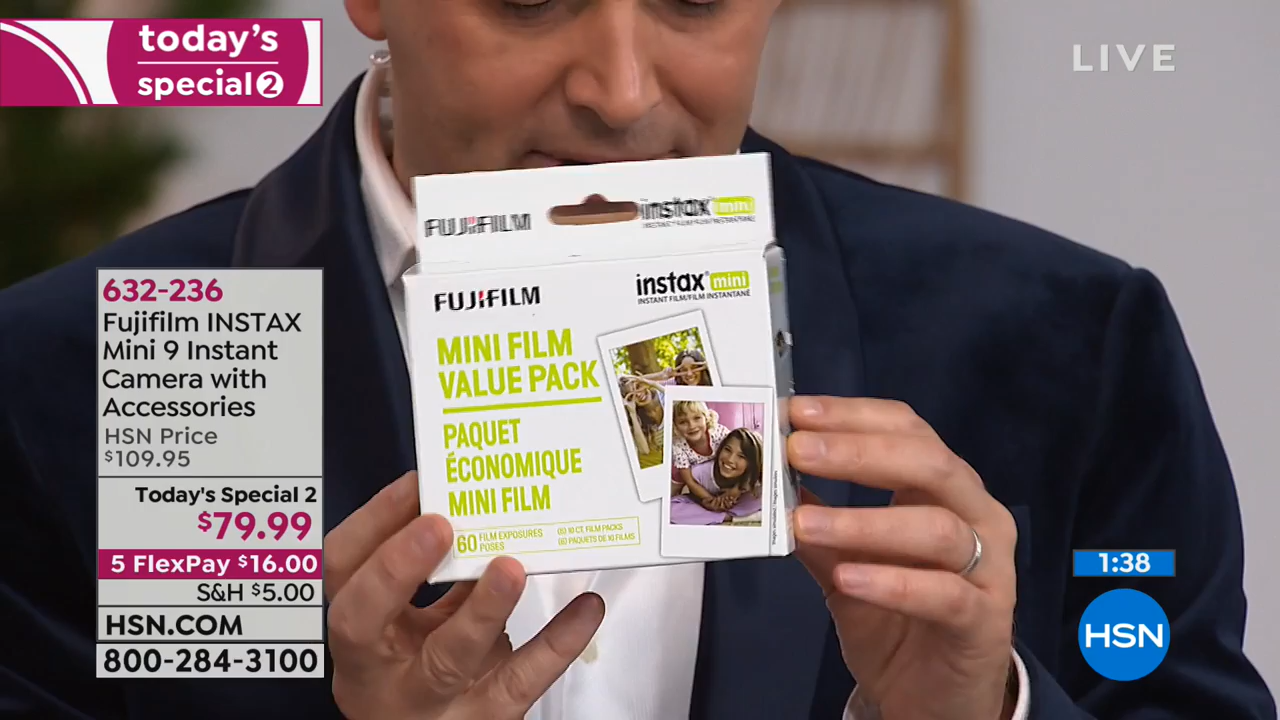 today's
special 2
LIVE
632-236
Fujifilm INSTAX
Mini 9 Instant
Camera with
Accessories
HSN Price
$109.95
Today's Special 2
$79.99
5 FlexPay $16.00
S&H $5.00
HSN.COM
800-284-3100
FUJIFILM
instax mini
FUJIFILM
instax mini
INSTANT FILM/FILM INSTANTANÉ
MINI FILM
VALUE PACK
PAQUET
ÉCONOMIQUE
MINI FILM
60 FILM EXPOSURES
POSES
1:38
HSN